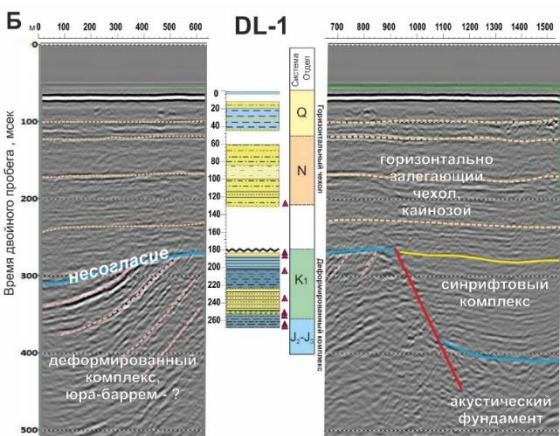 Б
м
DL-1
0 100 200 300 400 500 600
700 800 900 1000 1100 1200 1300 1400 1500
Система
Отдел
Время двойного пробега , мсек
0
100
200
300
400
500
0
20
40
60
80
100
120
140
160
180
200
220
240
260
Q
N
K₁
J₂-J₃
Горизонтальный чехол
Деформированный комплекс
горизонтально
залегающий
чехол,
кайнозой
несогласие
синрифтовый
комплекс
деформированный
комплекс,
юра-баррем - ?
акустический
фундамент